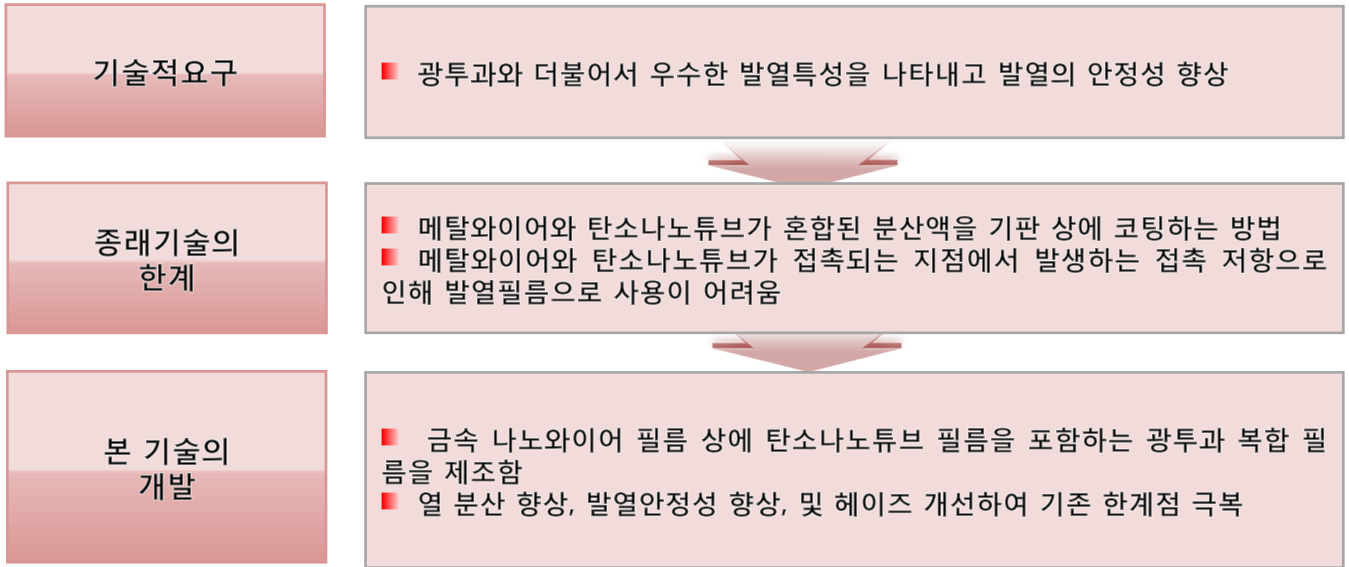 기술적요구
광투과와 더불어서 우수한 발열특성을 나타내고 발열의 안정성 향상
종래기술의
한계
메탈와이어와 탄소나노튜브가 혼합된 분산액을 기판 상에 코팅하는 방법
메탈와이어와 탄소나노튜브가 접촉되는 지점에서 발생하는 접촉 저항으로
인해 발열필름으로 사용이 어려움
본 기술의
개발
금속 나노와이어 필름 상에 탄소나노튜브 필름을 포함하는 광투과 복합 필
름을 제조함
열 분산 향상, 발열안정성 향상, 및 헤이즈 개선하여 기존 한계점 극복